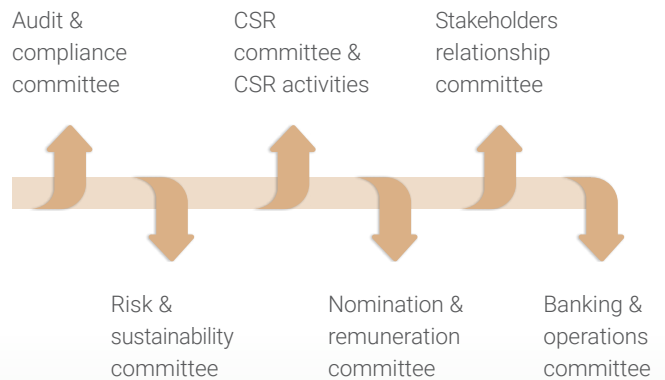 Audit &
compliance
committee
CSR
committee &
CSR activities
Stakeholders
relationship
committee
Risk &
sustainability
committee
Nomination &
remuneration
committee
Banking &
operations
committee